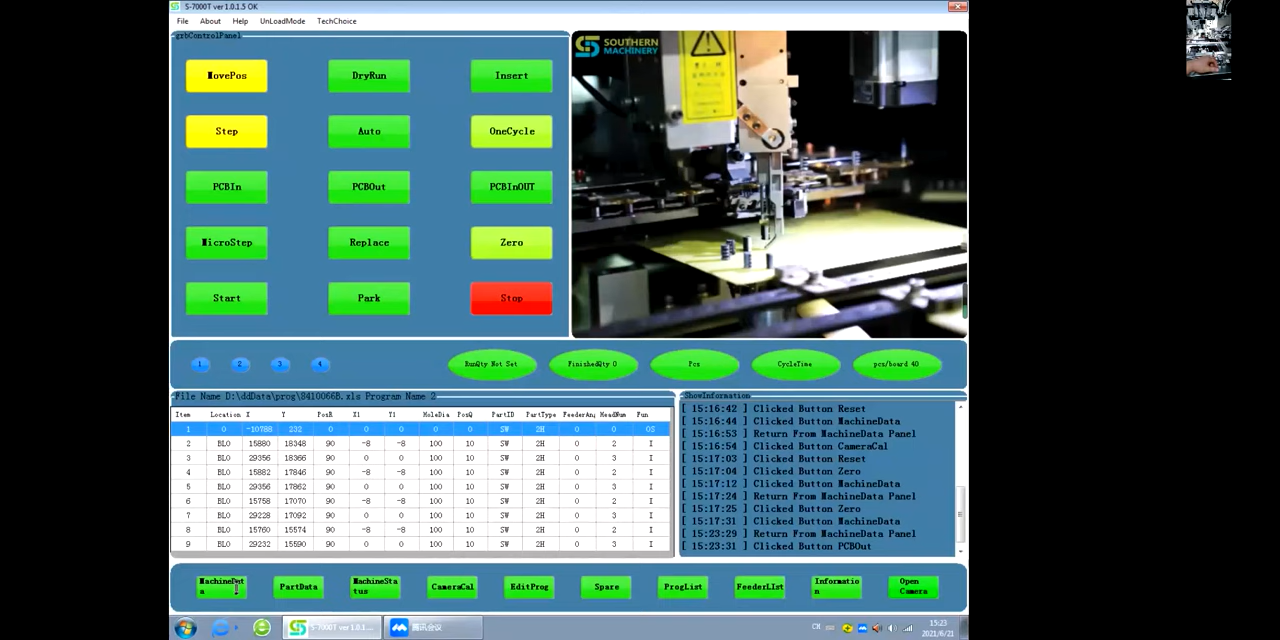 S-7000T ver 1.0.1.5 OK
File About Help UnLoadMode TechChoice
grbControlPanel
MovePos DryRun Insert
Step Auto OneCycle
PCBIn PCBOut PCBInOUT
MicroStep Replace Zero
Start Park Stop
SOUTHERN
MACHINERY
1 2 3 4 RunQty Not Set FinishedQty 0 Pcs CycleTime pcs/board 40
File Name D:\ddData\prog\8410066B.xls Program Name 2
Item Location X Y PosR X1 Y1 HoleDia PosQ PartID PartType FeederAn HeadNum Fun
1 0 -10788 232 0 0 0 0 0 SW 2H 0 0 OS
2 BLO 15880 18348 90 -8 -8 100 10 SW 2H 0 2 I
3 BLO 29356 18366 90 0 0 100 10 SW 2H 0 3 I
4 BLO 15882 17846 90 -8 -8 100 10 SW 2H 0 2 I
5 BLO 29356 17862 90 0 0 100 10 SW 2H 0 3 I
6 BLO 15758 17070 90 -8 -8 100 10 SW 2H 0 2 I
7 BLO 29228 17092 90 0 0 100 10 SW 2H 0 3 I
8 BLO 15760 15574 90 -8 -8 100 10 SW 2H 0 2 I
9 BLO 29232 15590 90 0 0 100 10 SW 2H 0 3 I
ShowInformation
[ 15:16:42 ] Clicked Button Reset
[ 15:16:44 ] Clicked Button MachineData
[ 15:16:53 ] Return From MachineData Panel
[ 15:16:54 ] Clicked Button CameraCal
[ 15:17:03 ] Clicked Button Reset
[ 15:17:04 ] Clicked Button Zero
[ 15:17:12 ] Clicked Button MachineData
[ 15:17:24 ] Return From MachineData Panel
[ 15:17:25 ] Clicked Button Zero
[ 15:17:31 ] Clicked Button MachineData
[ 15:23:29 ] Return From MachineData Panel
[ 15:23:31 ] Clicked Button PCBOut
MachineDat
a
PartData
MachineSta
tus
CameraCal EditProg Spare ProgList FeederLIst
Informatio
n
Open
Camera
S-7000T ver 1.0.1... 腾讯会议 CN 15:23
2021/6/21